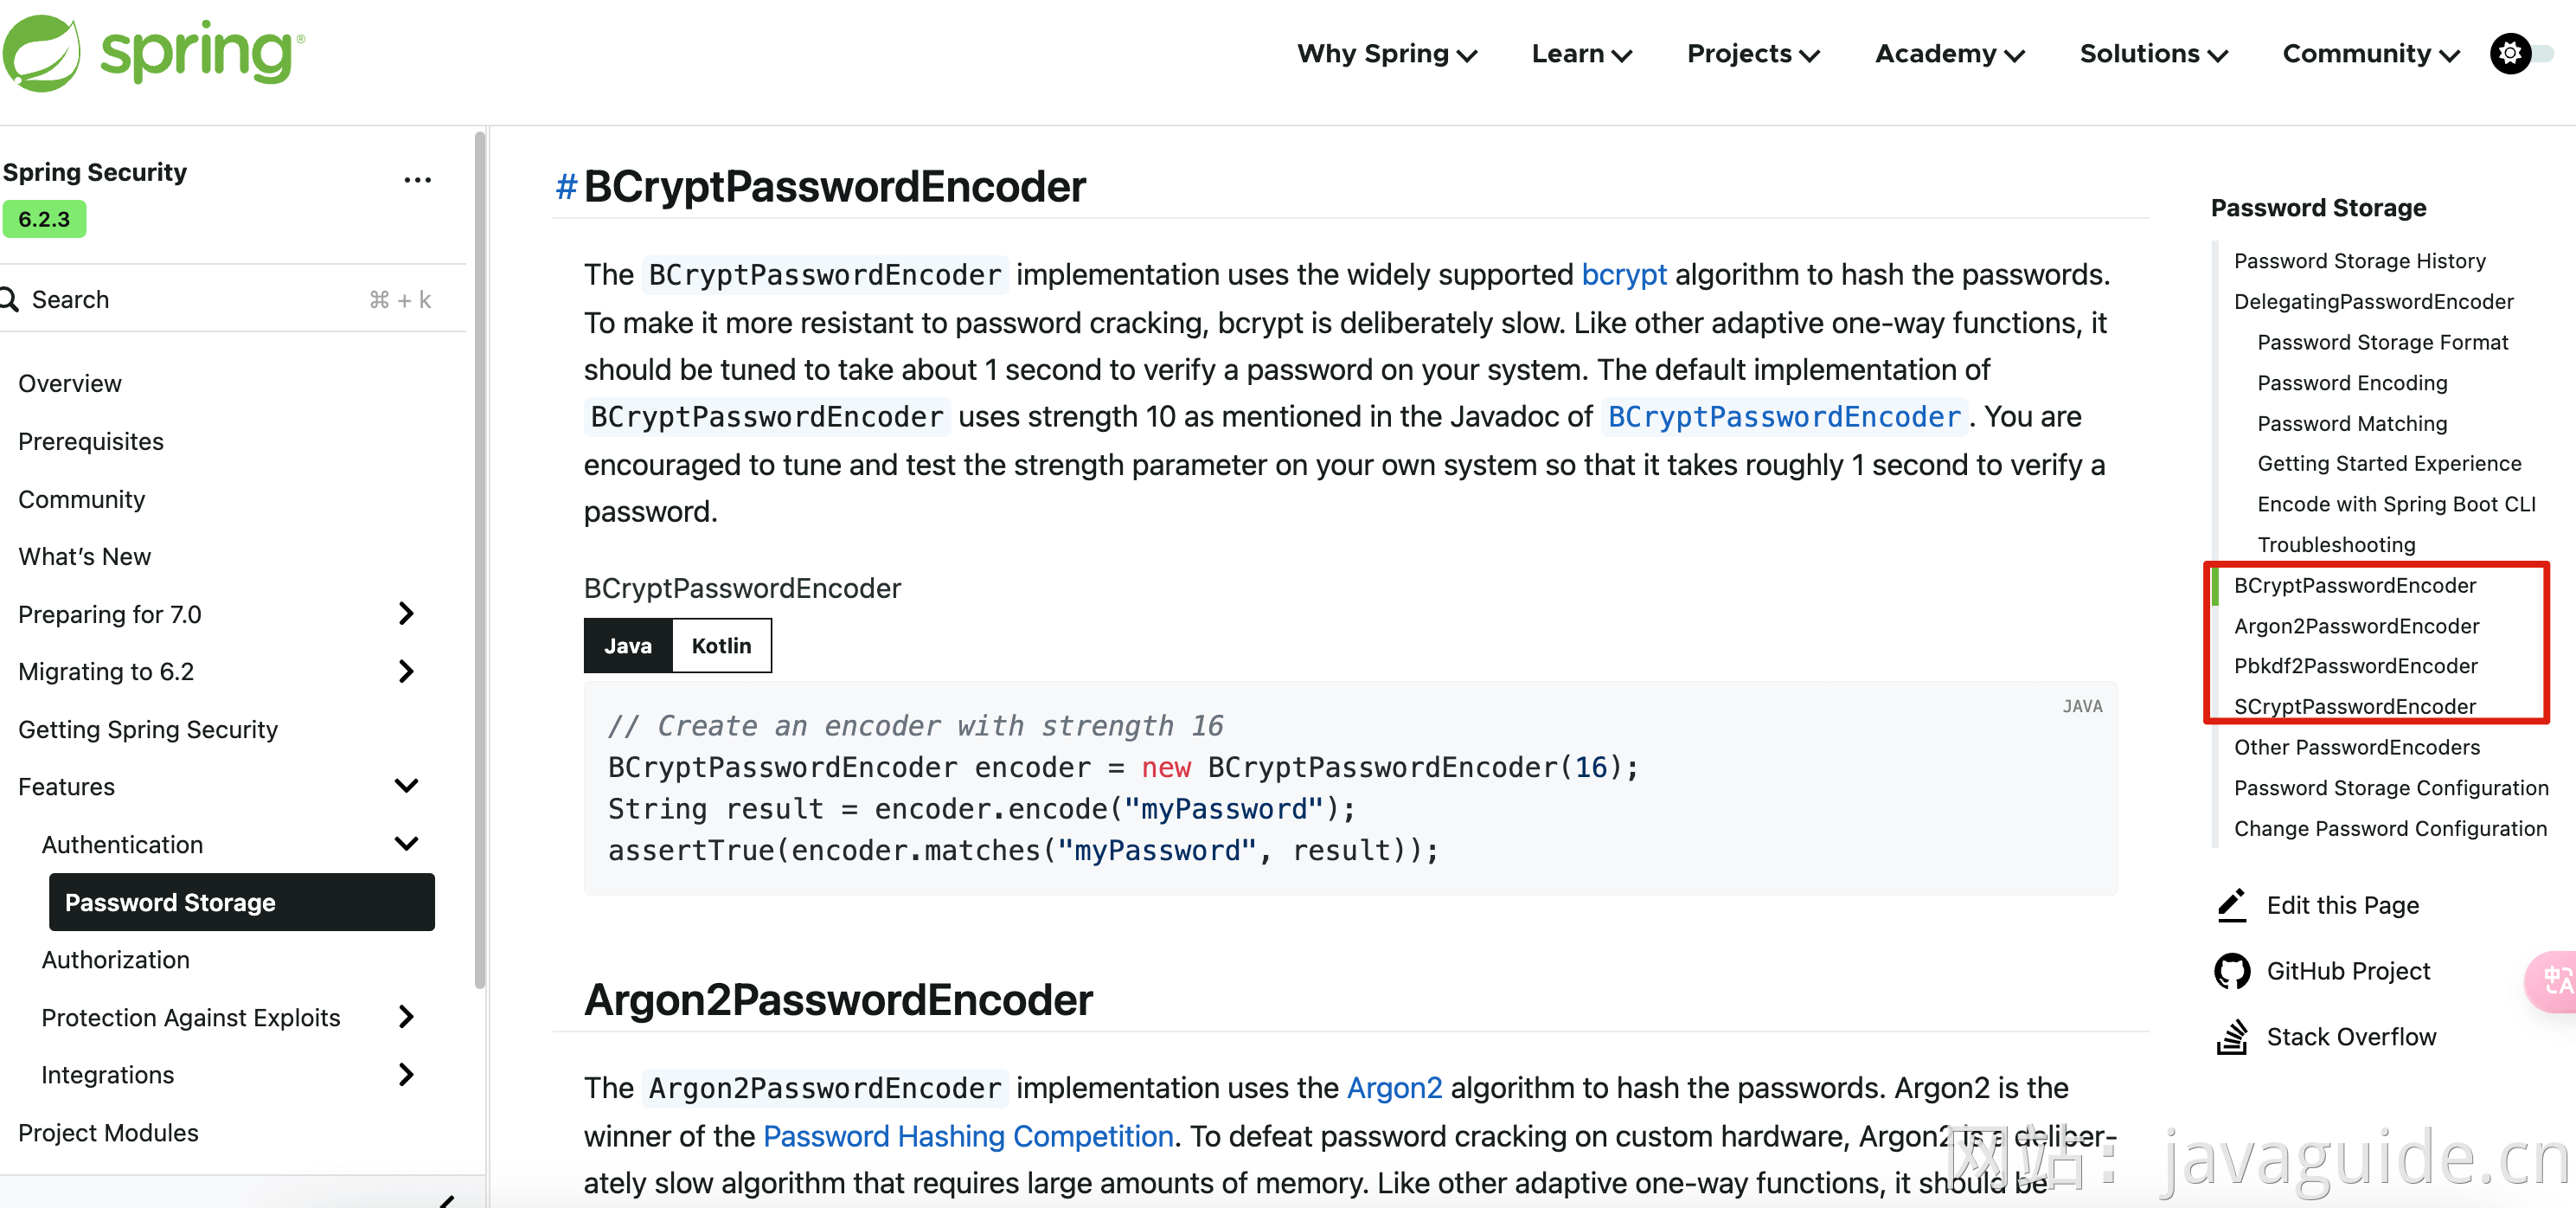 spring
Why Spring
Learn
Projects
Academy
Solutions
Community
Spring Security
6.2.3
Search
⌘ + k
Overview
Prerequisites
Community
What's New
Preparing for 7.0
Migrating to 6.2
Getting Spring Security
Features
Authentication
Password Storage
Authorization
Protection Against Exploits
Integrations
Project Modules
#BCryptPasswordEncoder
The BCryptPasswordEncoder implementation uses the widely supported bcrypt algorithm to hash the passwords.
To make it more resistant to password cracking, bcrypt is deliberately slow. Like other adaptive one-way functions, it
should be tuned to take about 1 second to verify a password on your system. The default implementation of
BCryptPasswordEncoder uses strength 10 as mentioned in the Javadoc of BCryptPasswordEncoder. You are
encouraged to tune and test the strength parameter on your own system so that it takes roughly 1 second to verify a
password.
BCryptPasswordEncoder
Java
Kotlin
JAVA
// Create an encoder with strength 16
BCryptPasswordEncoder encoder = new BCryptPasswordEncoder(16);
String result = encoder.encode("myPassword");
assertTrue(encoder.matches("myPassword", result));
Argon2PasswordEncoder
The Argon2PasswordEncoder implementation uses the Argon2 algorithm to hash the passwords. Argon2 is the
winner of the Password Hashing Competition. To defeat password cracking on custom hardware, Argon2 is a deliber-
ately slow algorithm that requires large amounts of memory. Like other adaptive one-way functions, it should be
Password Storage
Password Storage History
DelegatingPasswordEncoder
Password Storage Format
Password Encoding
Password Matching
Getting Started Experience
Encode with Spring Boot CLI
Troubleshooting
BCryptPasswordEncoder
Argon2PasswordEncoder
Pbkdf2PasswordEncoder
SCryptPasswordEncoder
Other PasswordEncoders
Password Storage Configuration
Change Password Configuration
Edit this Page
GitHub Project
Stack Overflow
中A
网站：javaguide.cn